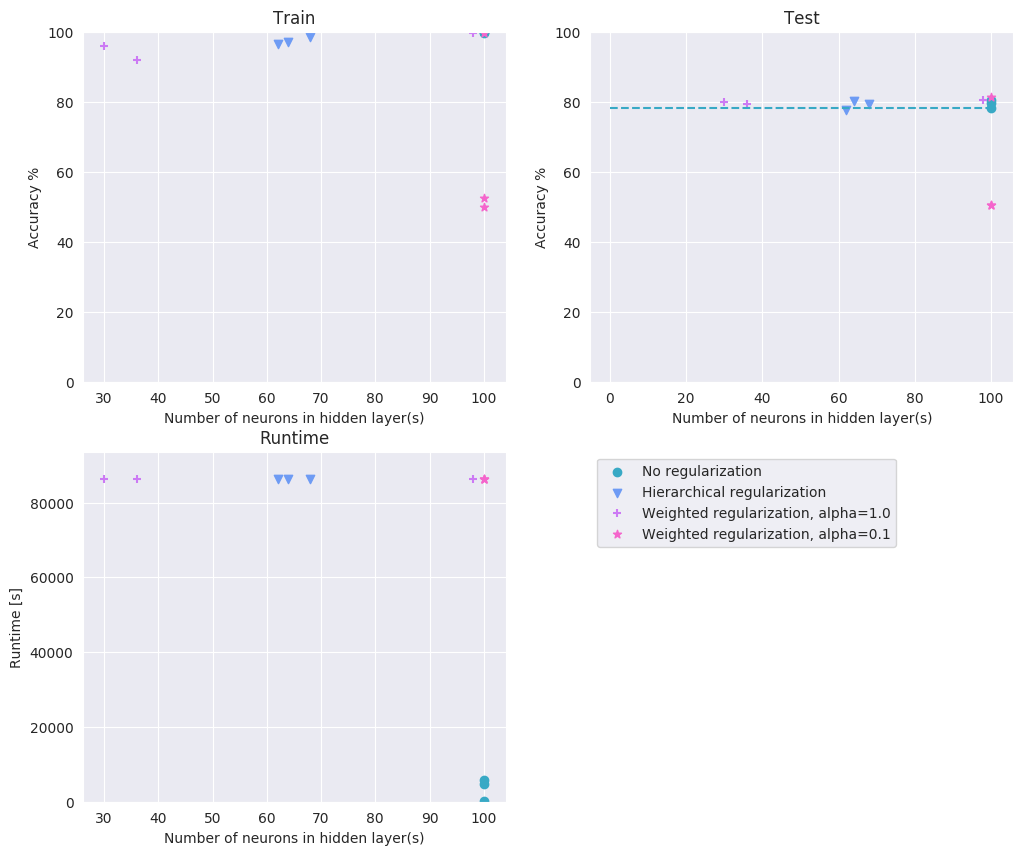 Train
100
80
60
40
20
0
Accuracy %
30 40 50 60 70 80 90 100
Number of neurons in hidden layer(s)
Test
100
80
60
40
20
0
Accuracy %
0 20 40 60 80 100
Number of neurons in hidden layer(s)
Runtime
80000
60000
40000
20000
0
Runtime [s]
30 40 50 60 70 80 90 100
Number of neurons in hidden layer(s)
No regularization
Hierarchical regularization
Weighted regularization, alpha=1.0
Weighted regularization, alpha=0.1